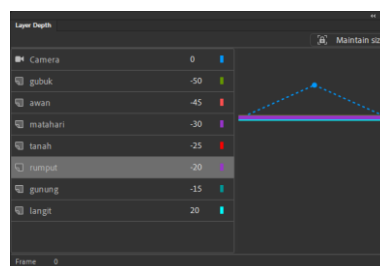 Layer Depth
Maintain siz
Camera 0
gubuk -50
awan -45
matahari -30
tanah -25
rumput -20
gunung -15
langit 20
Frame 0